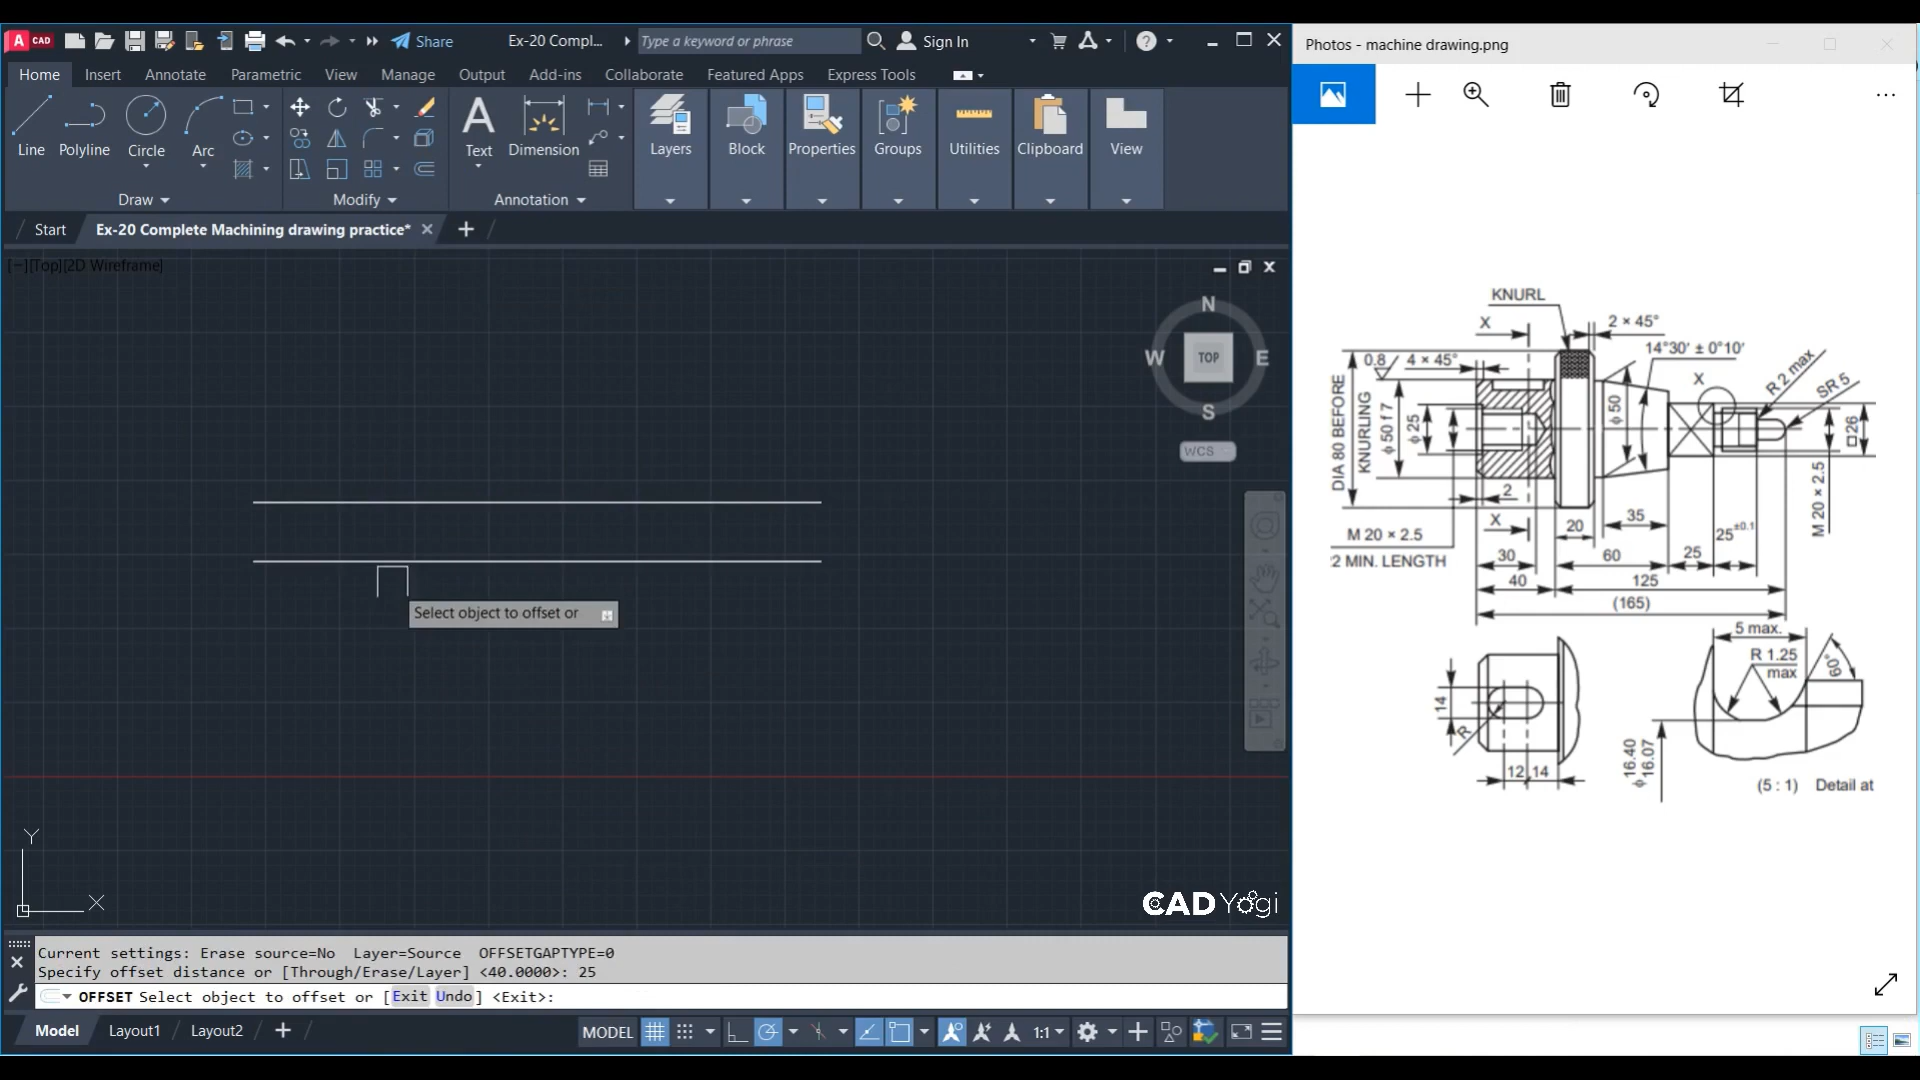 A CAD
Share
Ex-20 Compl...
Type a keyword or phrase
Sign In
Photos - machine drawing.png
Home Insert Annotate Parametric View Manage Output Add-ins Collaborate Featured Apps Express Tools
Line Polyline Circle Arc
Text Dimension
Layers Block Properties Groups Utilities Clipboard View
Draw Modify Annotation
Start Ex-20 Complete Machining drawing practice*
[−][Top][2D Wireframe]
N
W TOP E
S
WCS
Select object to offset or
Y
X
CAD Yogi
Current settings: Erase source=No Layer=Source OFFSETGAPTYPE=0
Specify offset distance or [Through/Erase/Layer] <40.0000>: 25
OFFSET Select object to offset or [Exit Undo] <Exit>:
Model Layout1 Layout2
MODEL 1:1
KNURL
X
2 × 45°
0.8
4 × 45°
14°30' ± 0°10'
X
R 2 max
SR 5
DIA 80 BEFORE
KNURLING
ϕ 50 f 7
ϕ 25
ϕ 50
□26
M 20 × 2.5
2
X
20
35
25±0.1
M 20 × 2.5
2 MIN. LENGTH
30
60
25
40
125
(165)
14
R
12 14
5 max.
R 1.25
max
60°
ϕ 16.40
16.07
(5 : 1) Detail at